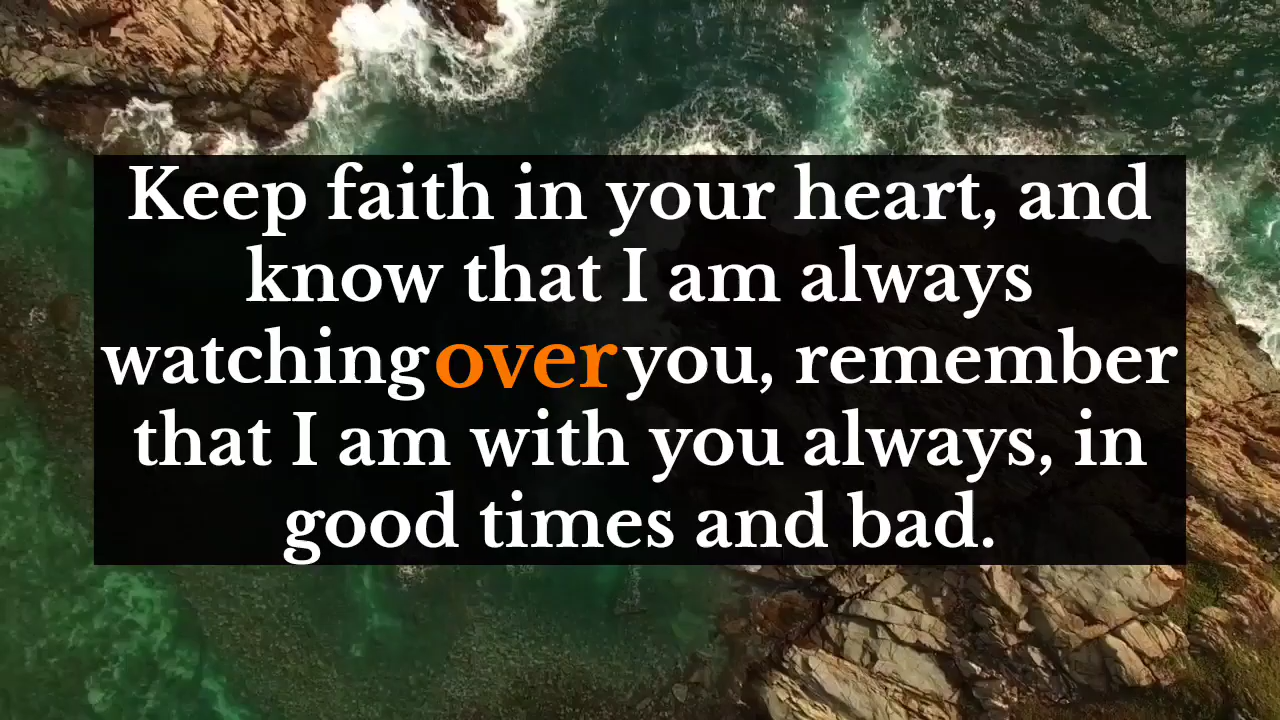 Keep faith in your heart, and
know that I am always
watching over you, remember
that I am with you always, in
good times and bad.